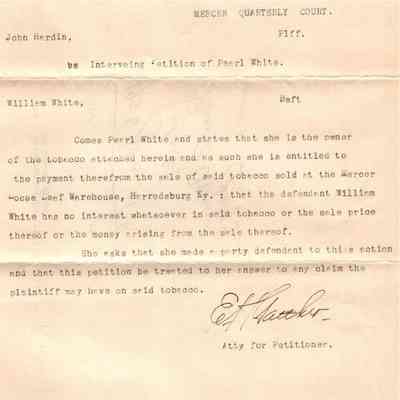 MERCER QUARTERLY COURT.
John Hardin, Plff.
vs Interveing Petition of Pearl White.
William White, Deft
Comes Pearl White and states that she is the owner
of the tobacco attached herein and as such she is entitled to
the payment therefrom the sale of said tobacco sold at the Mercer
Loose Leaf Warehouse, Harrodsburg Ky. : that the defendant William
White has no interest whatsoever in said tobacco or the sale price
thereof or the money arising from the sale thereof.
She asks that she made a party defendant to this action
and that this petition be treated to her answer to any claim the
plaintiff may have on said tobacco.
Atty for Petitioner.